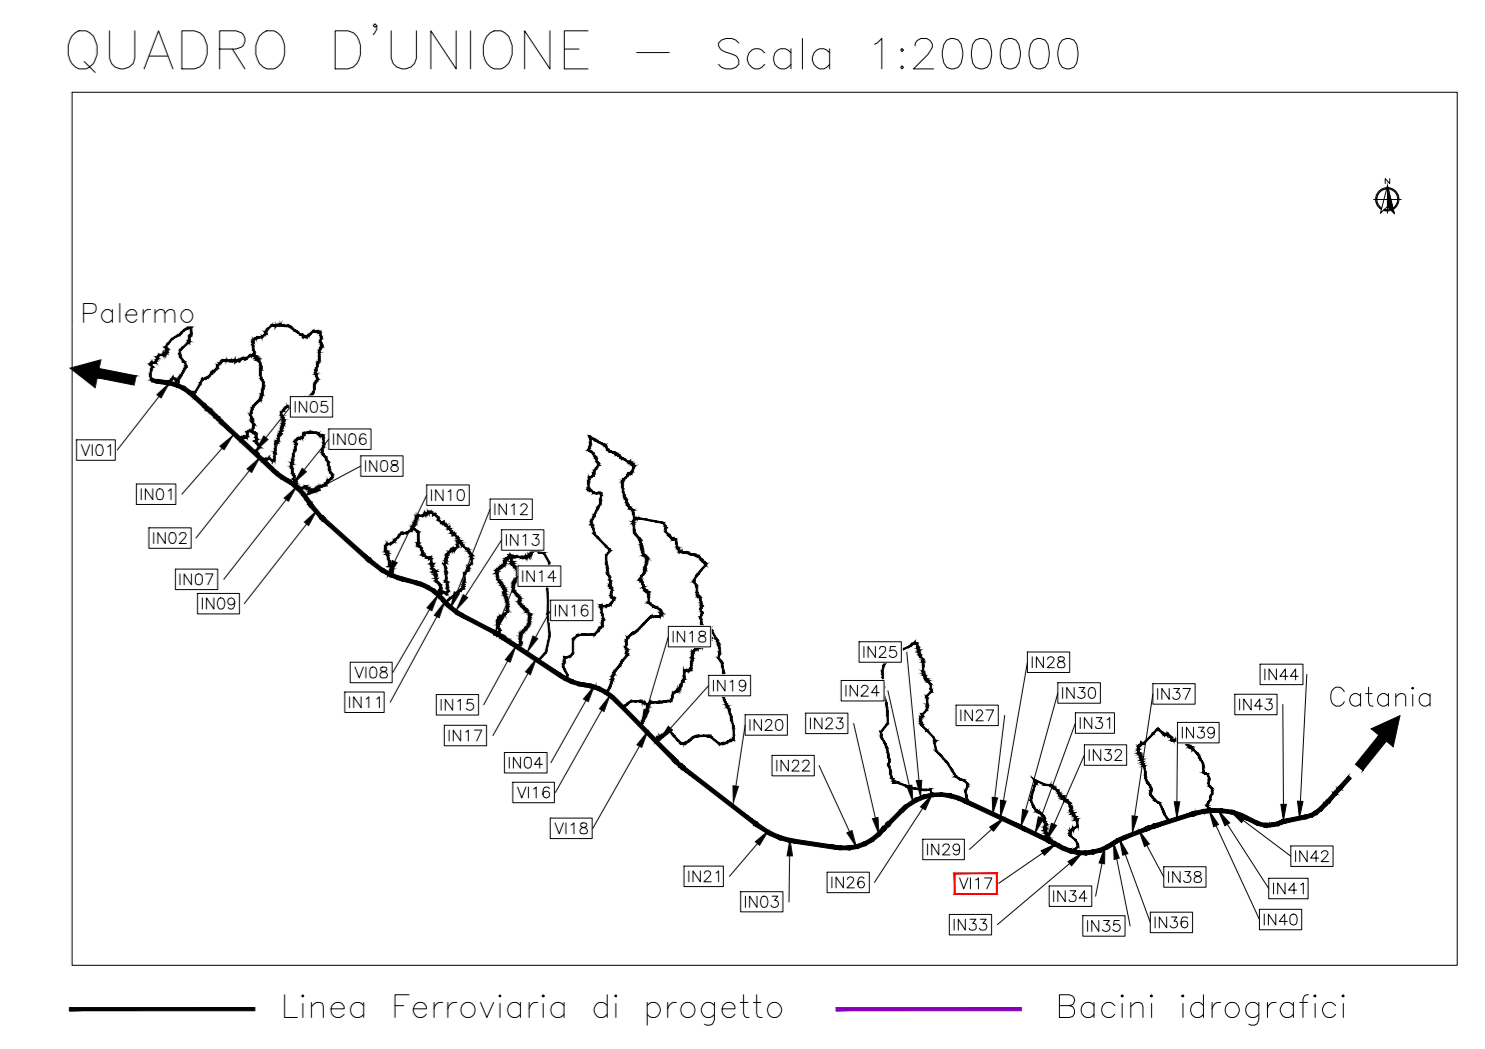 QUADRO D'UNIONE – Scala 1:200000
N
Palermo
IN05
IN06
VI01
IN08
IN01
IN10
IN12
IN02
IN13
IN07
IN14
IN09
IN16
IN18
IN25
IN28
VI08
IN44
IN19
IN24
IN30
IN37
Catania
IN11
IN15
IN43
IN27
IN20
IN23
IN31
IN39
IN17
IN32
IN04
IN22
VI16
VI18
IN29
IN42
IN21
IN26
VI17
IN38
IN41
IN34
IN03
IN33
IN35
IN36
IN40
Linea Ferroviaria di progetto
Bacini idrografici